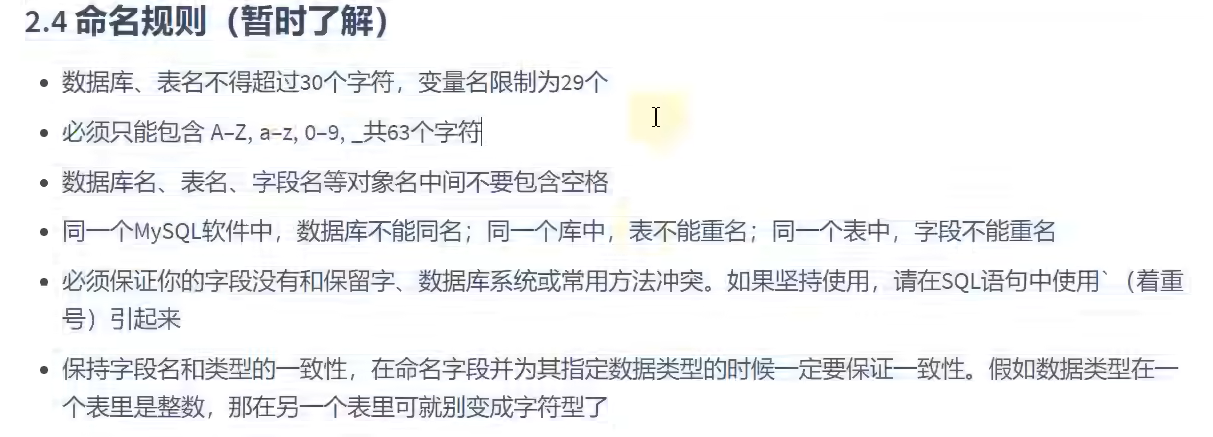 2.4 命名规则（暂时了解）
• 数据库、表名不得超过30个字符，变量名限制为29个
• 必须只能包含 A–Z, a–z, 0–9, _共63个字符
• 数据库名、表名、字段名等对象名中间不要包含空格
• 同一个MySQL软件中，数据库不能同名；同一个库中，表不能重名；同一个表中，字段不能重名
• 必须保证你的字段没有和保留字、数据库系统或常用方法冲突。如果坚持使用，请在SQL语句中使用`（着重
号）引起来
• 保持字段名和类型的一致性，在命名字段并为其指定数据类型的时候一定要保证一致性。假如数据类型在一
个表里是整数，那在另一个表里可就别变成字符型了